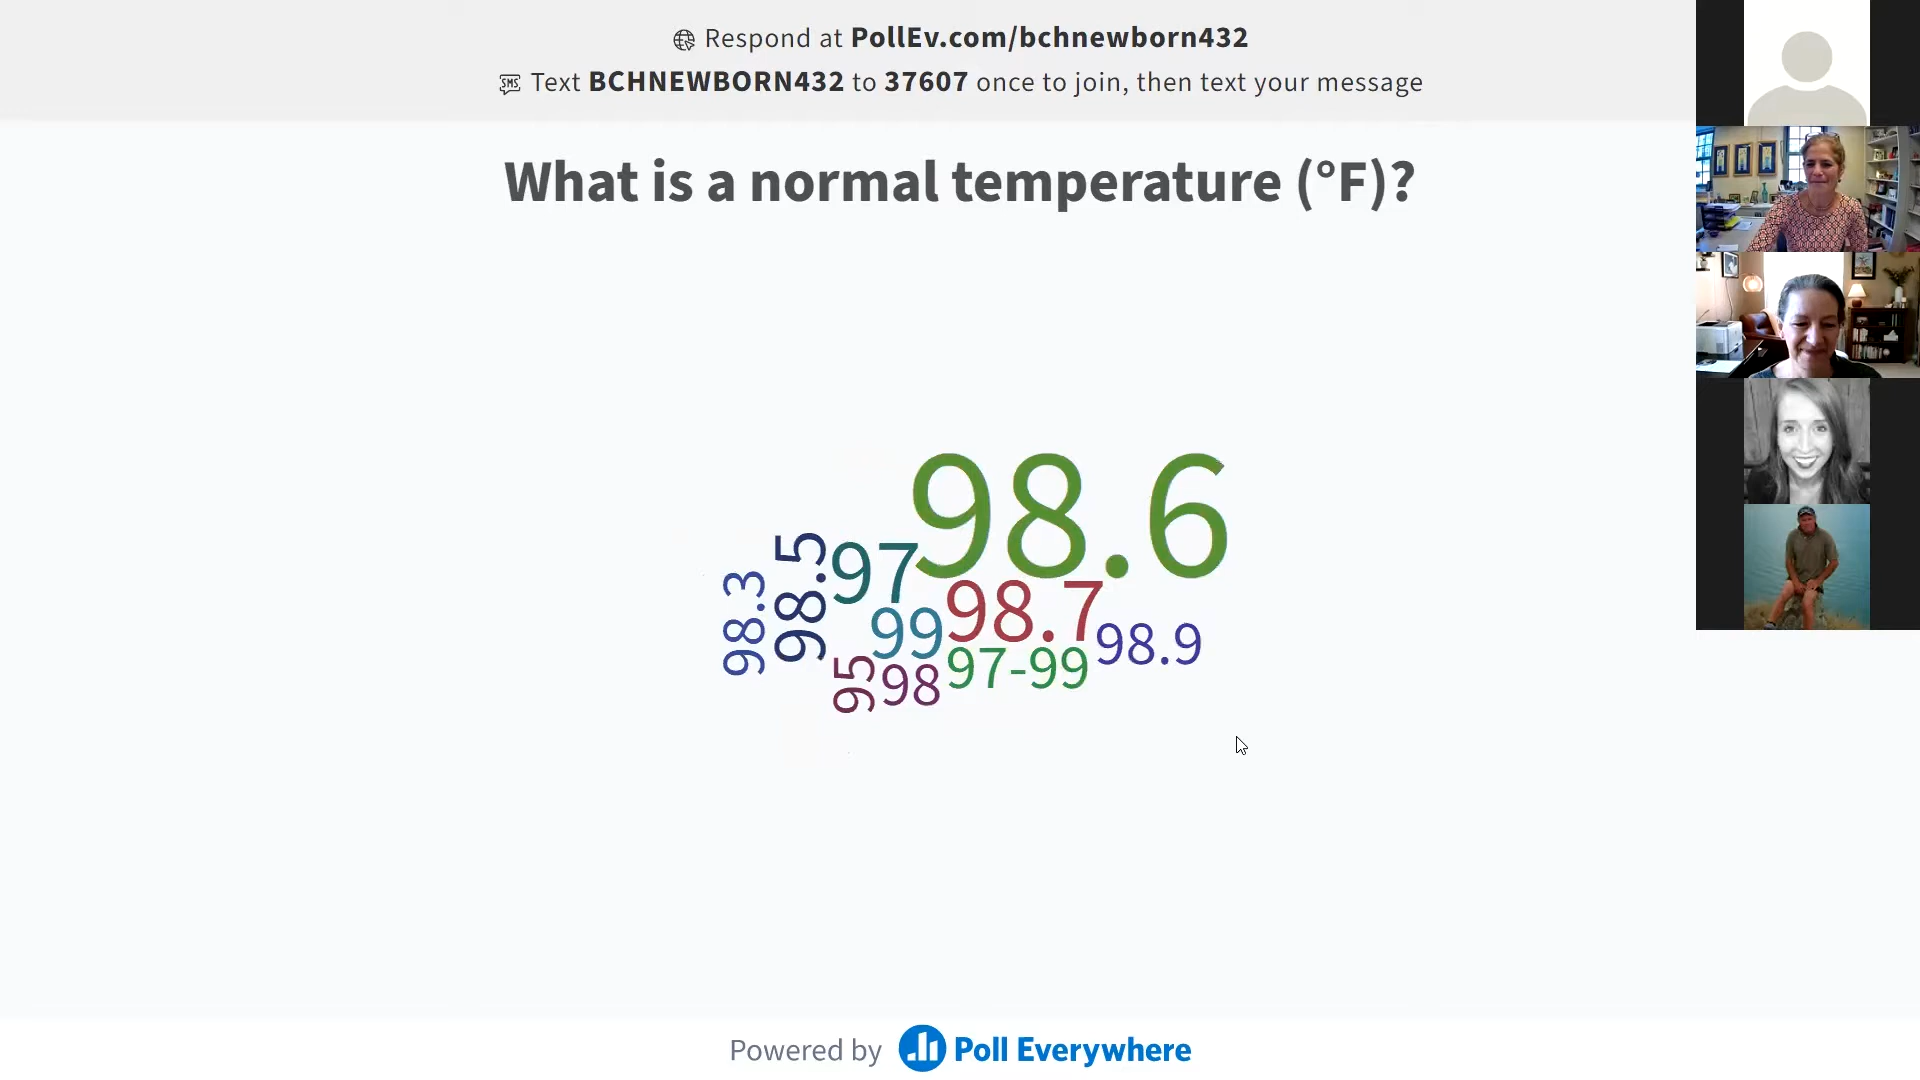 Respond at PollEv.com/bchnewborn432
SMS Text BCHNEWBORN432 to 37607 once to join, then text your message
What is a normal temperature (°F)?
98.6
98.5
97
98.3
98.7
99
98.9
97-99
95
98
Powered by Poll Everywhere